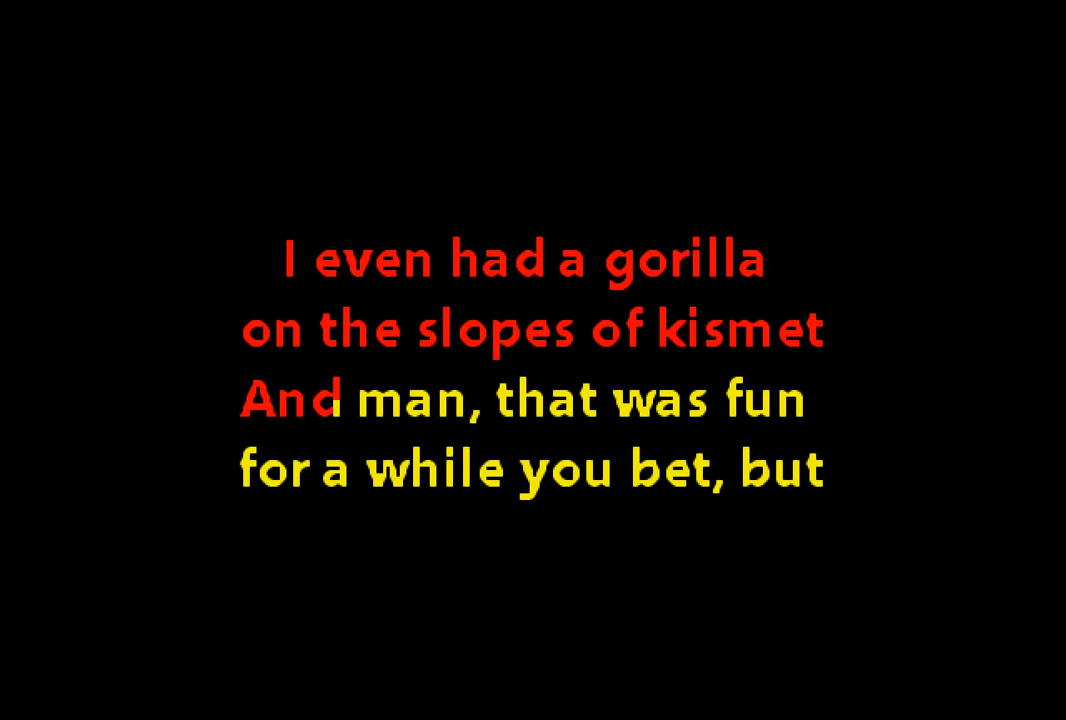 I even had a gorilla
on the slopes of kismet
And man, that was fun
for a while you bet, but